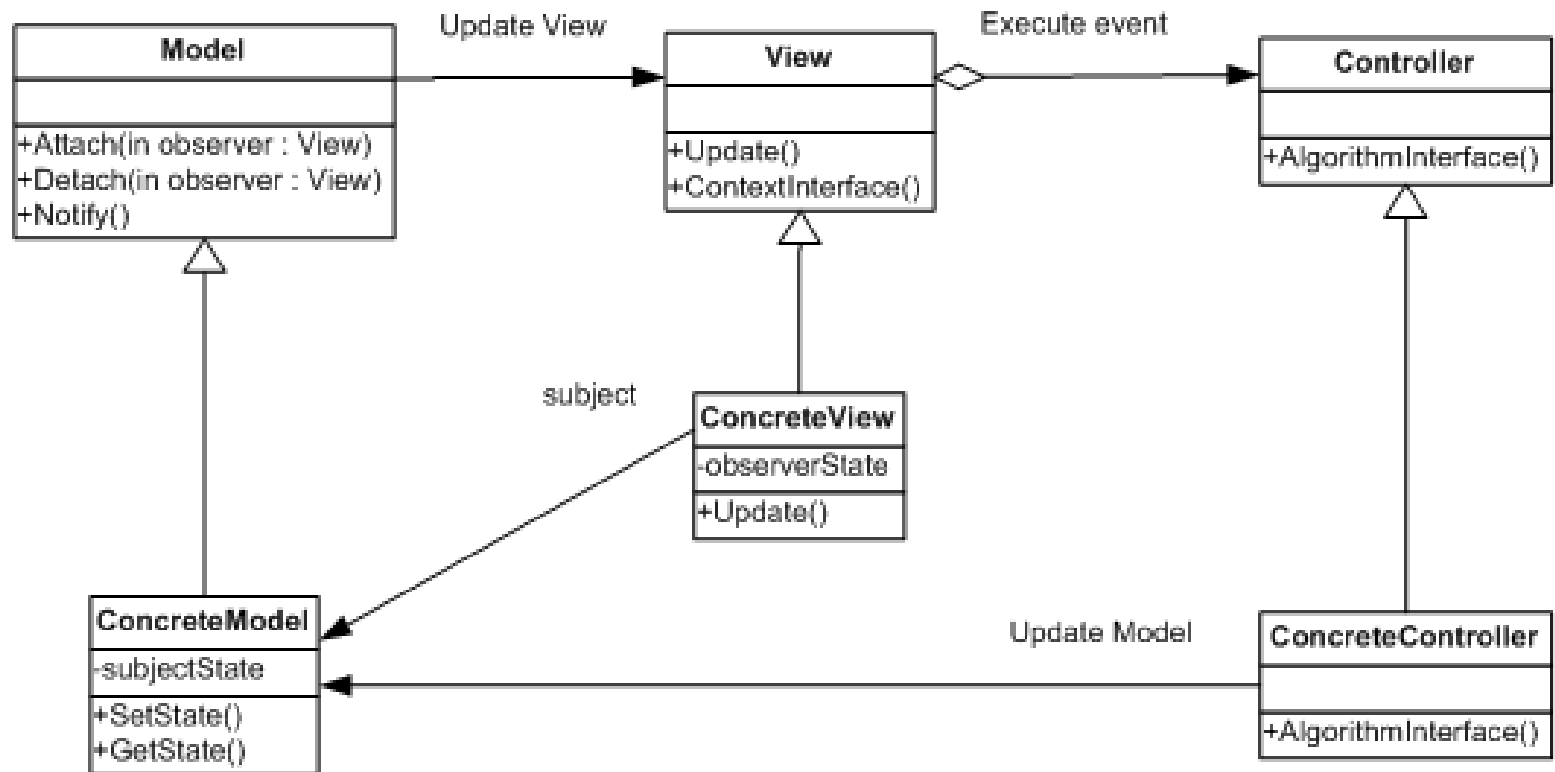 Update View
Execute event
Model
+Attach(in observer : View)
+Detach(in observer : View)
+Notify()
View
+Update()
+ContextInterface()
Controller
+AlgorithmInterface()
subject
ConcreteView
-observerState
+Update()
ConcreteModel
-subjectState
+SetState()
+GetState()
Update Model
ConcreteController
+AlgorithmInterface()